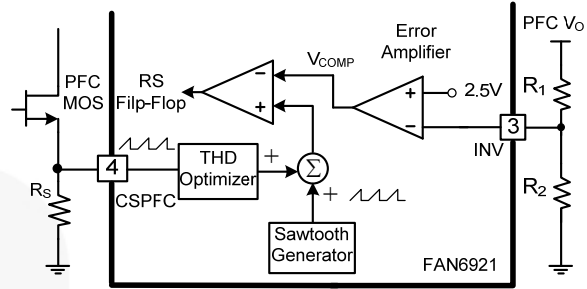 Error
Amplifier
PFC VO
PFC
MOS
RS
Filp-Flop
VCOMP
−
+
+
−
2.5V
R1
3
INV
4
THD
Optimizer
+
Σ
RS
CSPFC
+
R2
Sawtooth
Generator
FAN6921